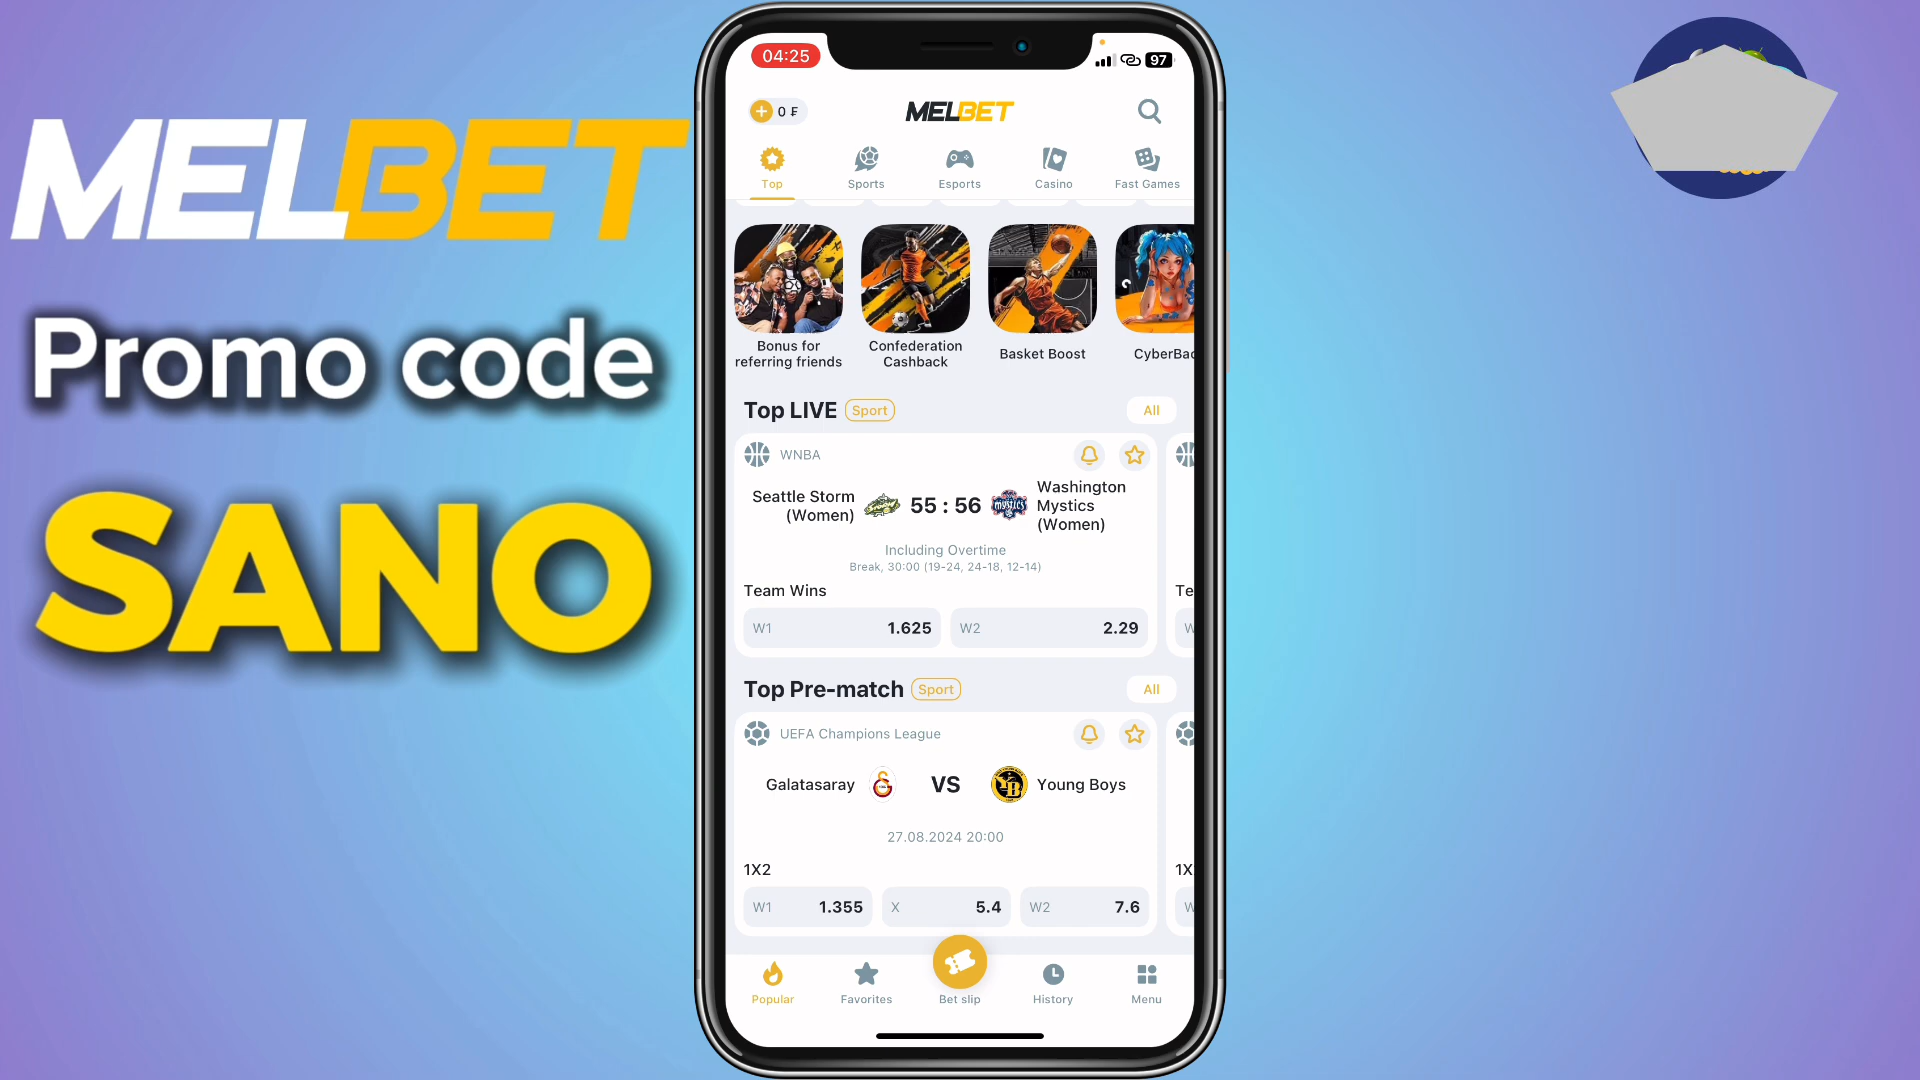 MELBET
Promo code
SANO
04:25
97
0 ₣
MELBET
Top
Sports
Esports
Casino
Fast Games
Bonus for
referring friends
Confederation
Cashback
Basket Boost
CyberBac
Top LIVE Sport All
WNBA
Seattle Storm
(Women)
55 : 56
Washington
Mystics
(Women)
Including Overtime
Break, 30:00 (19-24, 24-18, 12-14)
Team Wins
W1 1.625 W2 2.29
Te
W
Top Pre-match Sport All
UEFA Champions League
Galatasaray VS Young Boys
27.08.2024 20:00
1X2
W1 1.355 X 5.4 W2 7.6
1X
W
Popular
Favorites
Bet slip
History
Menu